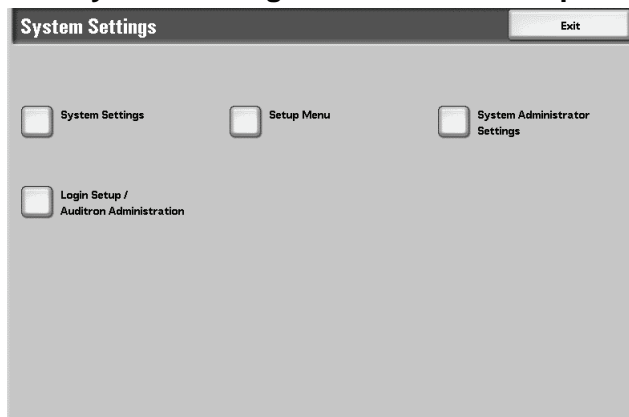 System Settings
Exit
System Settings
Setup Menu
System Administrator
Settings
Login Setup /
Auditron Administration